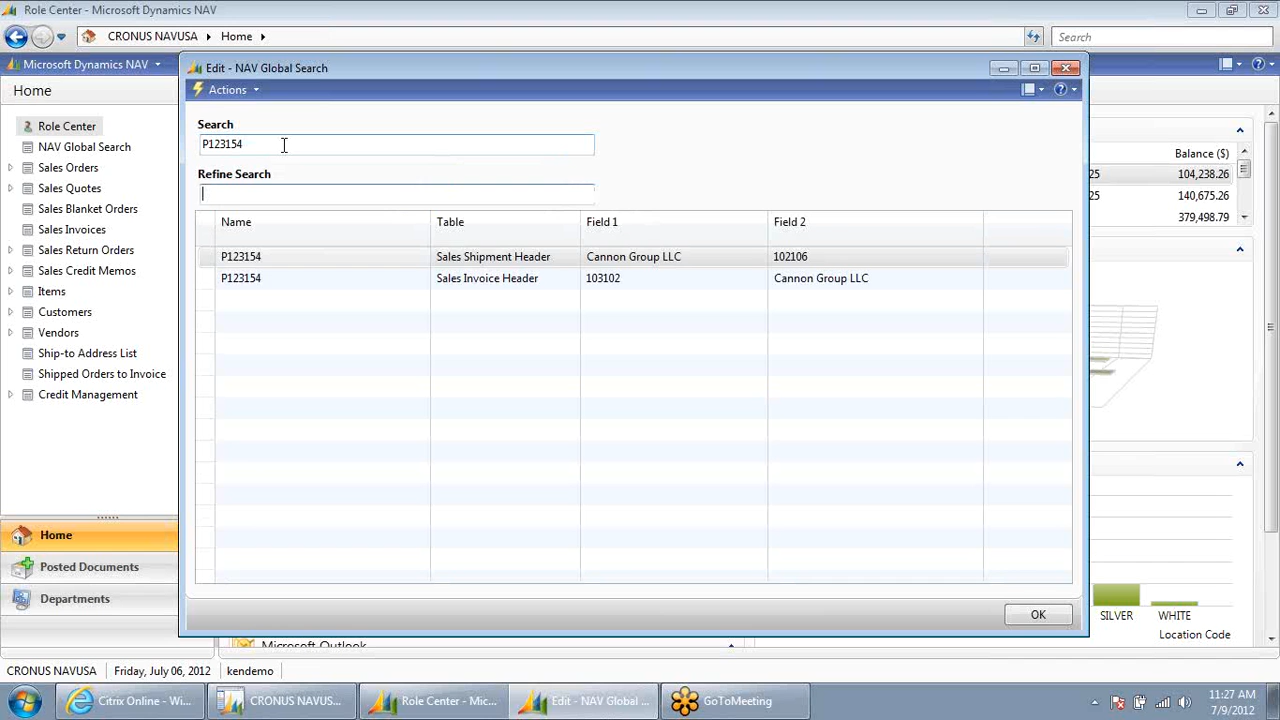 Role Center - Microsoft Dynamics NAV
CRONUS NAVUSA
Home
Search
Microsoft Dynamics NAV
Home
Role Center
NAV Global Search
Sales Orders
Sales Quotes
Sales Blanket Orders
Sales Invoices
Sales Return Orders
Sales Credit Memos
Items
Customers
Vendors
Ship-to Address List
Shipped Orders to Invoice
Credit Management
Home
Posted Documents
Departments
Edit - NAV Global Search
Actions
Search
P123154
Refine Search
Name Table Field 1 Field 2
P123154 Sales Shipment Header Cannon Group LLC 102106
P123154 Sales Invoice Header 103102 Cannon Group LLC
OK
Balance ($)
25 104,238.26
25 140,675.26
379,498.79
SILVER WHITE
Location Code
Microsoft Outlook
CRONUS NAVUSA Friday, July 06, 2012 kendemo
Citrix Online - Wi...
CRONUS NAVUS...
Role Center - Mic...
Edit - NAV Global ...
GoToMeeting
11:27 AM
7/9/2012